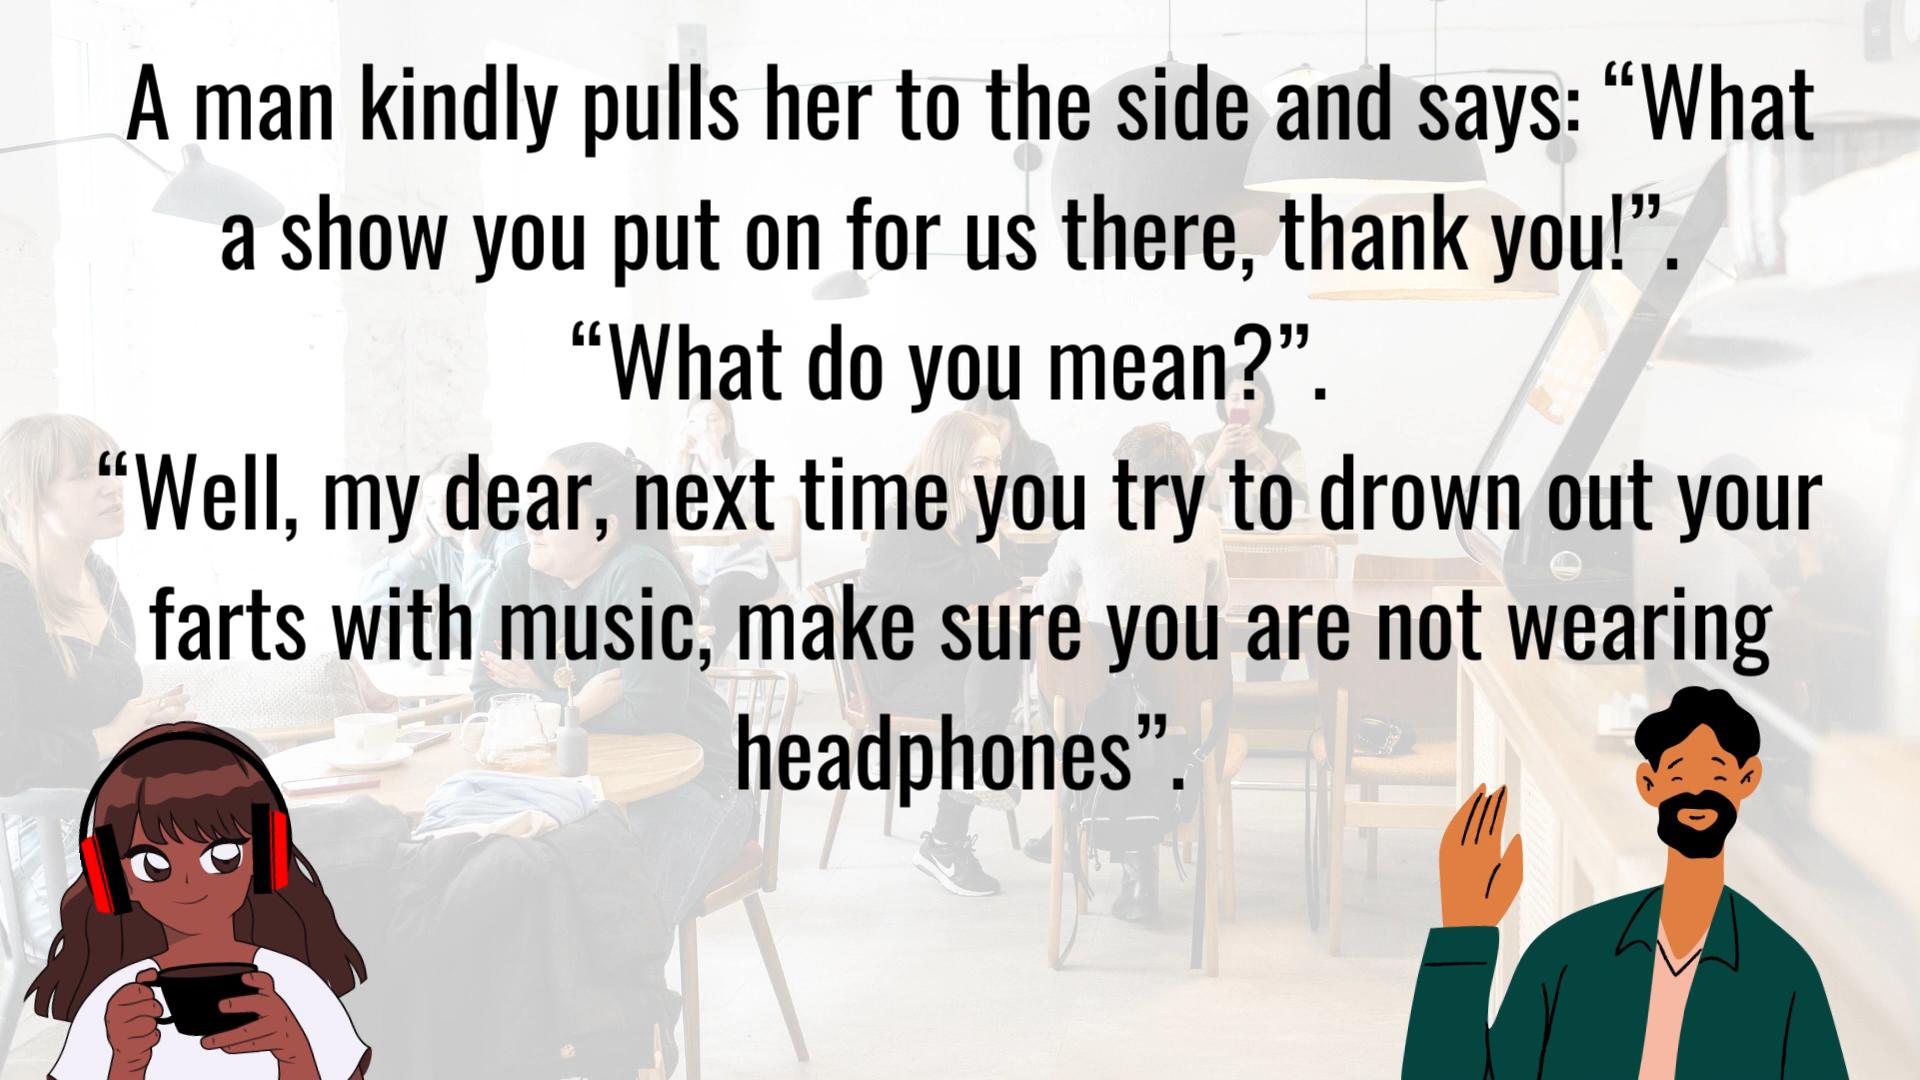 A man kindly pulls her to the side and says: “What
a show you put on for us there, thank you!”.
“What do you mean?”.
“Well, my dear, next time you try to drown out your
farts with music, make sure you are not wearing
headphones”.